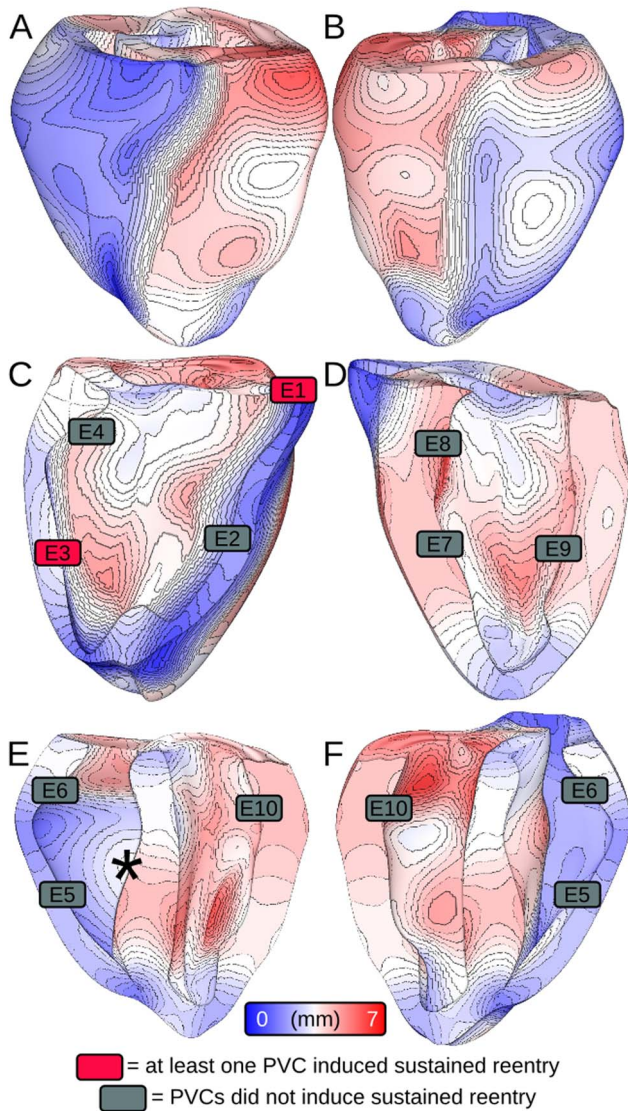 A B
C D
E1
E4
E8
E3 E2 E7 E9
E F
E6 E10 E10 E6
*
E5 E5
0 (mm) 7
= at least one PVC induced sustained reentry
= PVCs did not induce sustained reentry